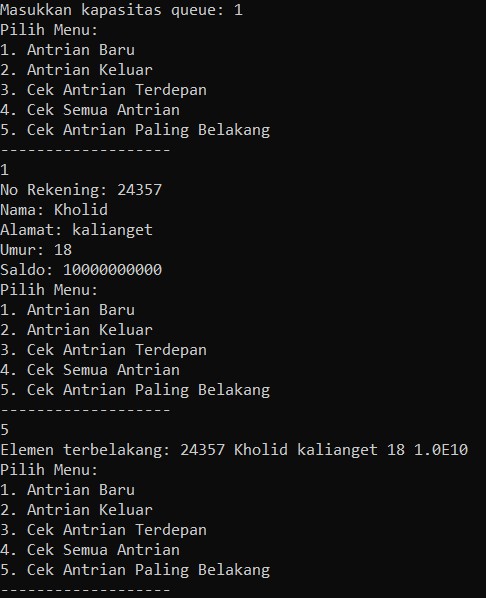 Masukkan kapasitas queue: 1
Pilih Menu:
1. Antrian Baru
2. Antrian Keluar
3. Cek Antrian Terdepan
4. Cek Semua Antrian
5. Cek Antrian Paling Belakang
-------------------
1
No Rekening: 24357
Nama: Kholid
Alamat: kalianget
Umur: 18
Saldo: 10000000000
Pilih Menu:
1. Antrian Baru
2. Antrian Keluar
3. Cek Antrian Terdepan
4. Cek Semua Antrian
5. Cek Antrian Paling Belakang
-------------------
5
Elemen terbelakang: 24357 Kholid kalianget 18 1.0E10
Pilih Menu:
1. Antrian Baru
2. Antrian Keluar
3. Cek Antrian Terdepan
4. Cek Semua Antrian
5. Cek Antrian Paling Belakang
-------------------